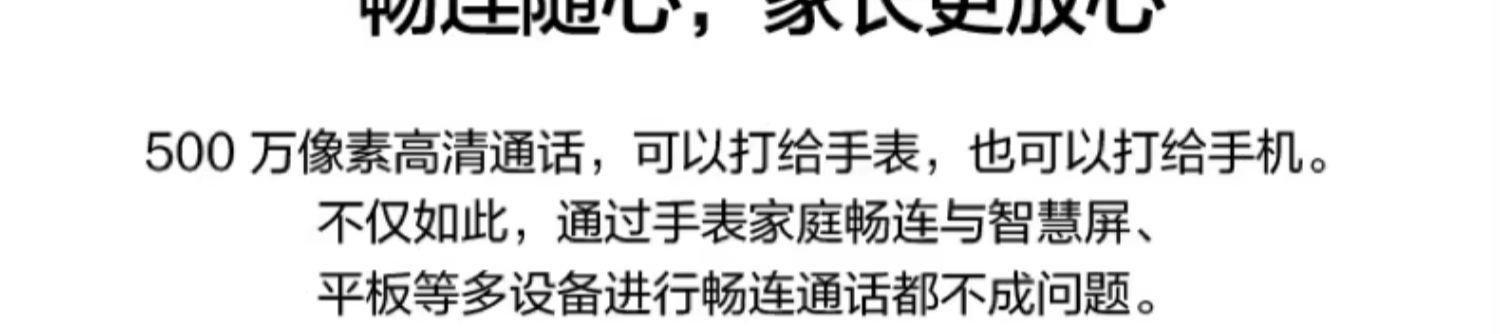 畅连随心，家长更放心
500 万像素高清通话，可以打给手表，也可以打给手机。
不仅如此，通过手表家庭畅连与智慧屏、
平板等多设备进行畅连通话都不成问题。